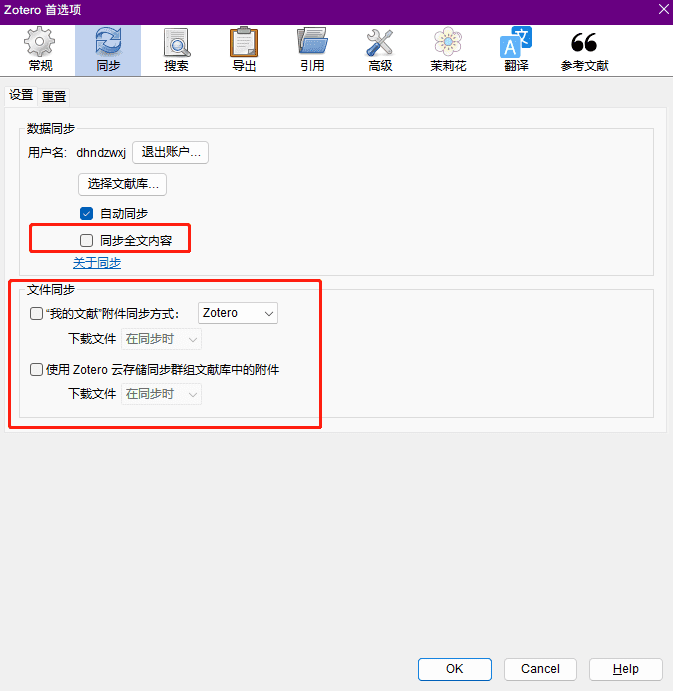 Zotero 首选项
常规 同步 搜索 导出 引用 高级 茉莉花 翻译 参考文献
设置 重置
数据同步
用户名: dhndzwxj 退出账户...
选择文献库...
自动同步
同步全文内容
关于同步
文件同步
“我的文献”附件同步方式: Zotero
下载文件 在同步时
使用 Zotero 云存储同步群组文献库中的附件
下载文件 在同步时
OK Cancel Help